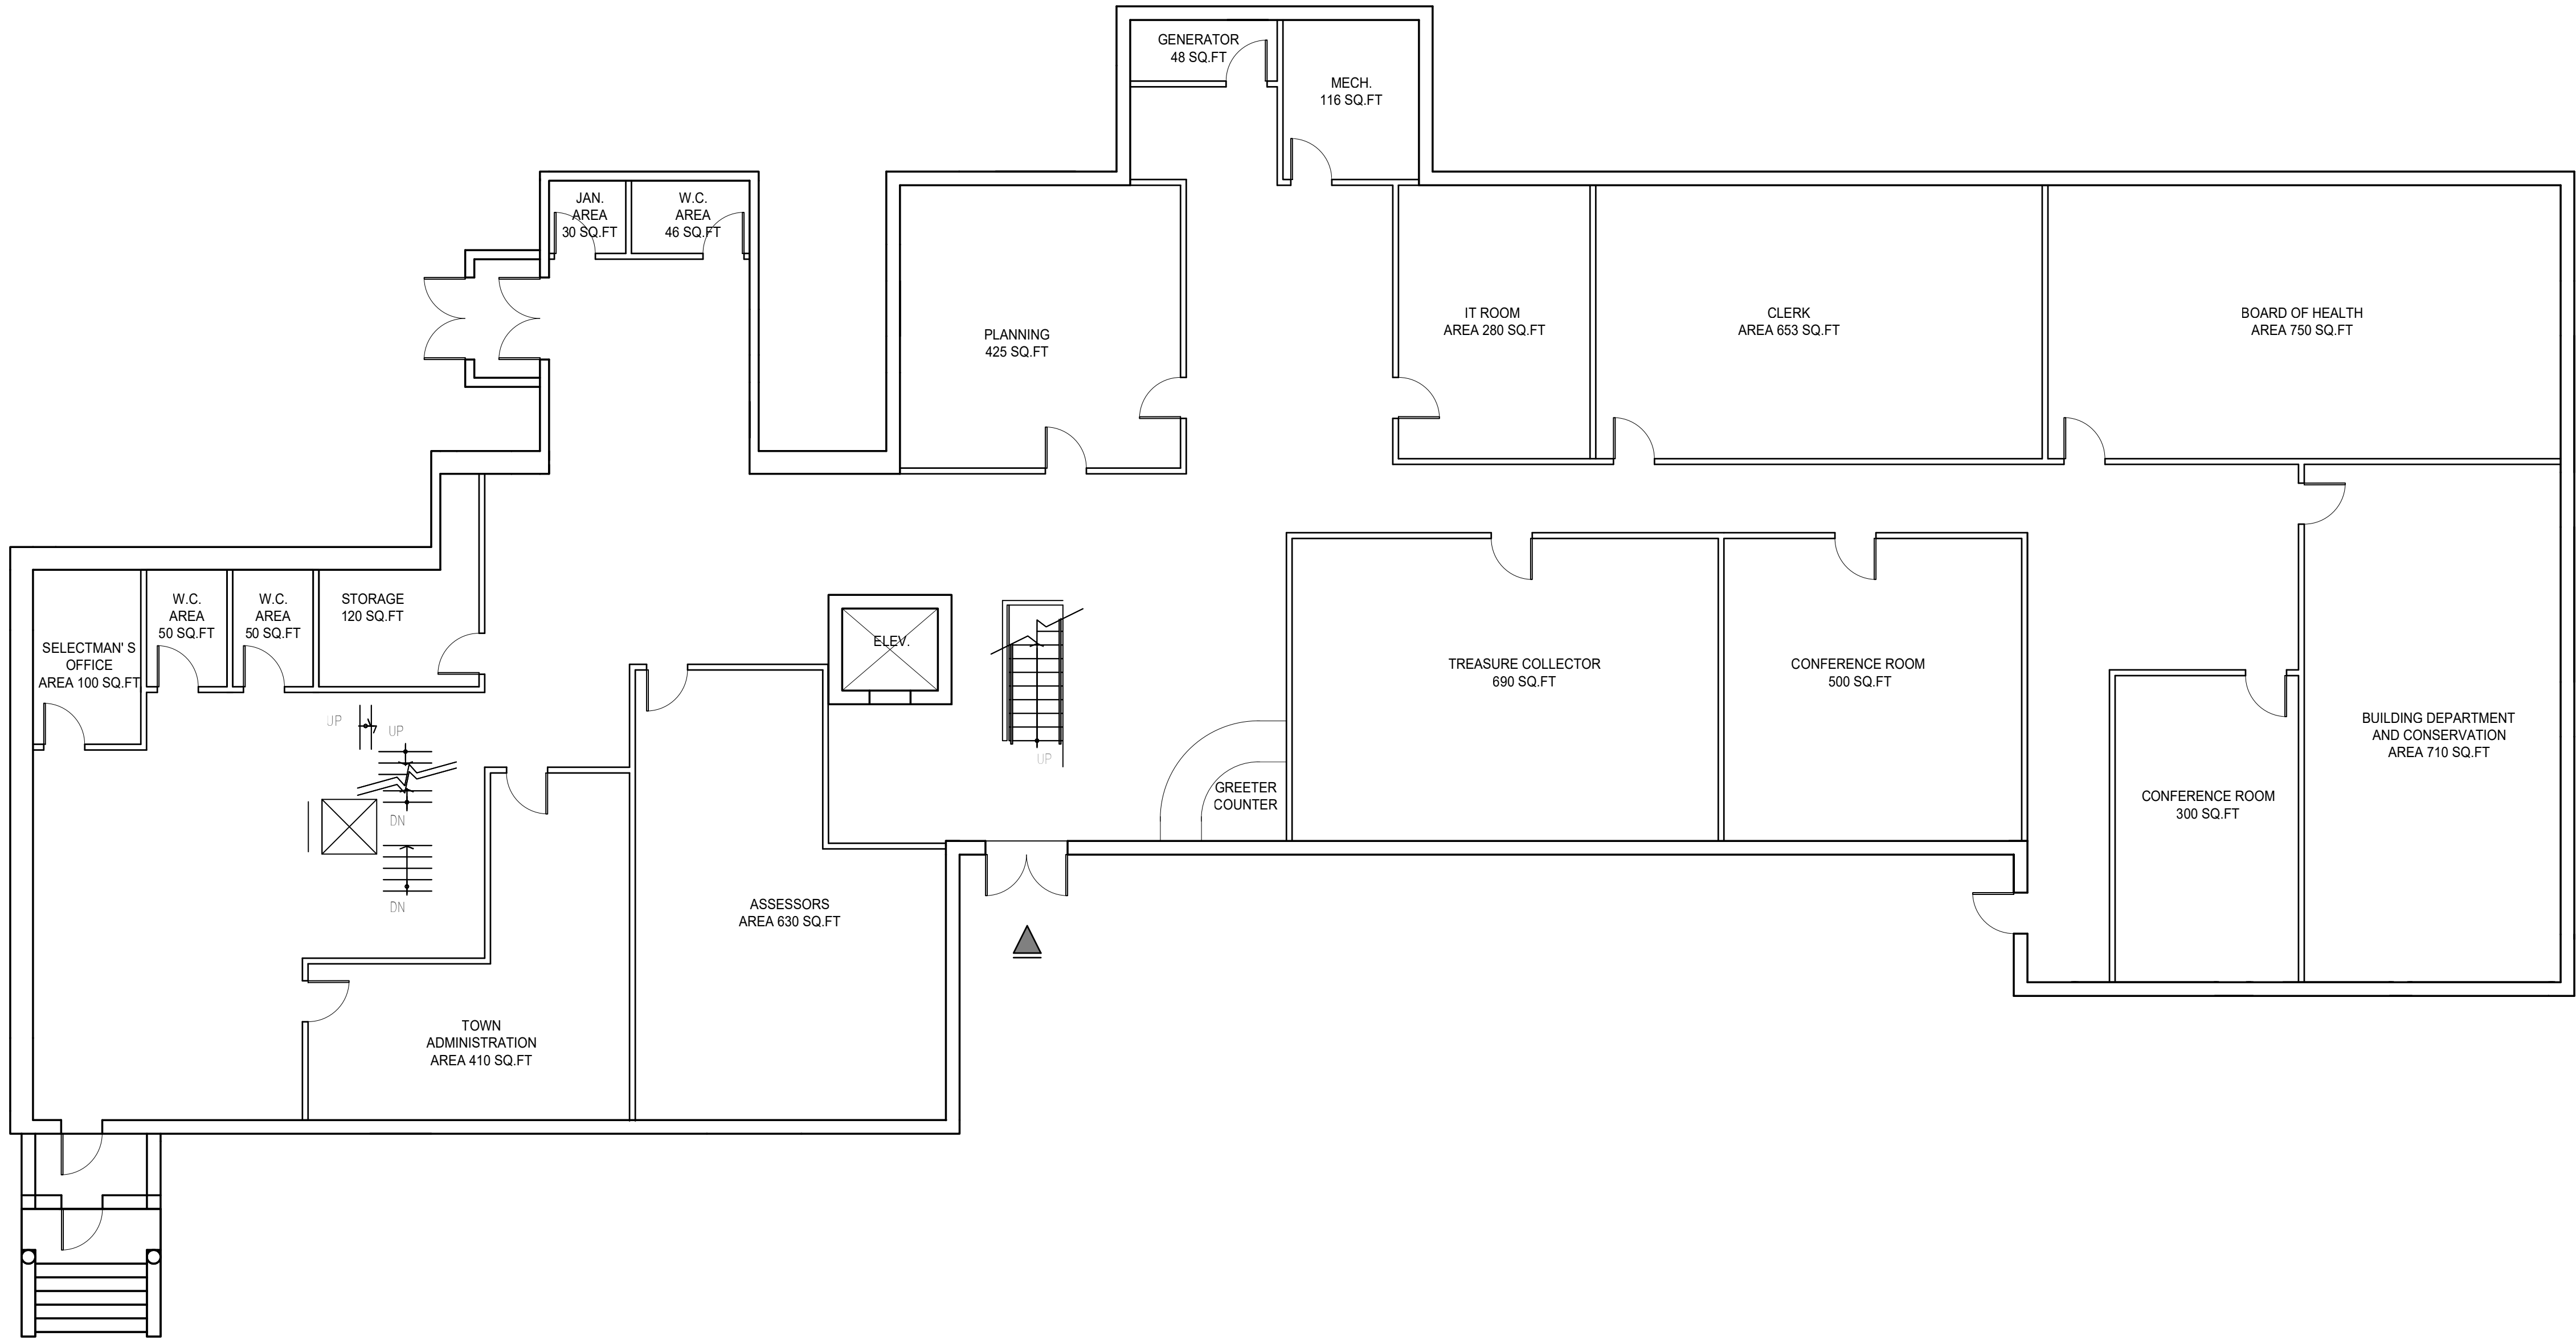 GENERATOR
48 SQ.FT
MECH.
116 SQ.FT
JAN.
AREA
30 SQ.FT
W.C.
AREA
46 SQ.FT
PLANNING
425 SQ.FT
IT ROOM
AREA 280 SQ.FT
CLERK
AREA 653 SQ.FT
BOARD OF HEALTH
AREA 750 SQ.FT
SELECTMAN' S
OFFICE
AREA 100 SQ.FT
W.C.
AREA
50 SQ.FT
W.C.
AREA
50 SQ.FT
STORAGE
120 SQ.FT
ELEV.
UP
TREASURE COLLECTOR
690 SQ.FT
CONFERENCE ROOM
500 SQ.FT
BUILDING DEPARTMENT
AND CONSERVATION
AREA 710 SQ.FT
CONFERENCE ROOM
300 SQ.FT
GREETER
COUNTER
UP
UP
DN
DN
ASSESSORS
AREA 630 SQ.FT
TOWN
ADMINISTRATION
AREA 410 SQ.FT